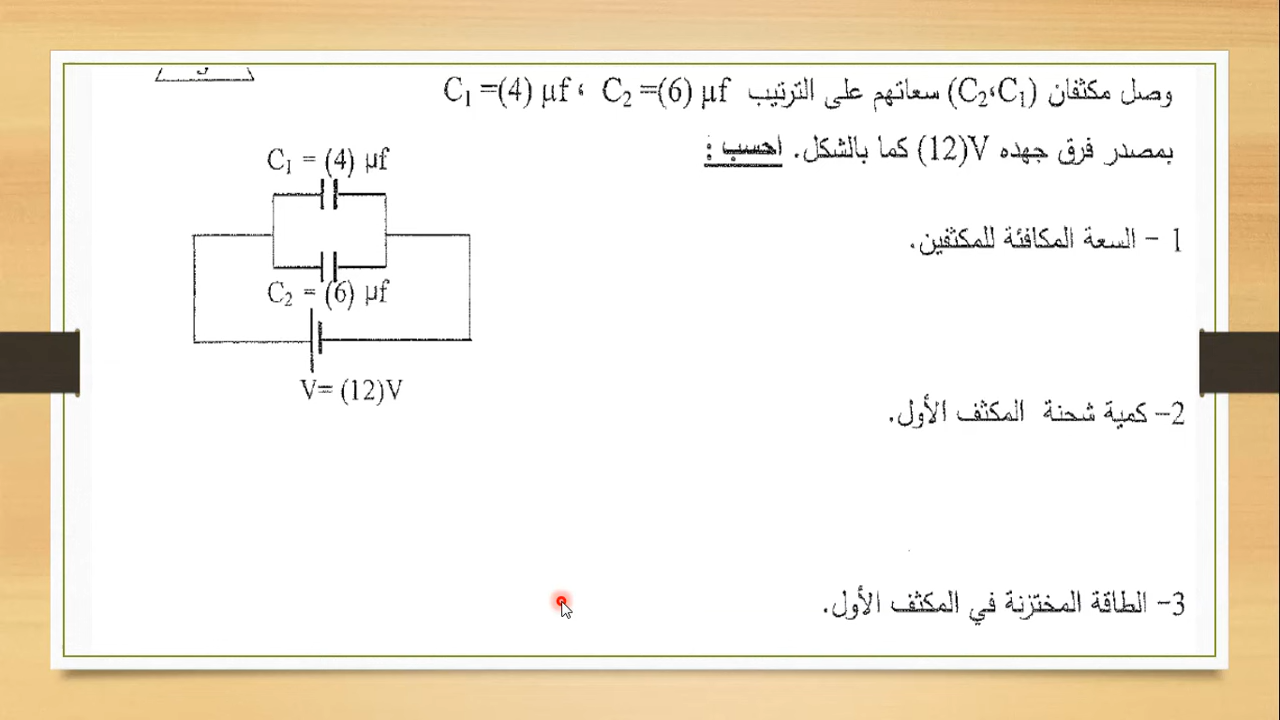 وصل مكثفان (C₂،C₁) سعاتهم على الترتيب C₁ =(4) µf ، C₂ =(6) µf
بمصدر فرق جهده 12)V) كما بالشكل. احسب :
C₁ = (4) µf
C₂ = (6) µf
V= (12)V
1 – السعة المكافئة للمكثفين.
2– كمية شحنة المكثف الأول.
3– الطاقة المختزنة في المكثف الأول.